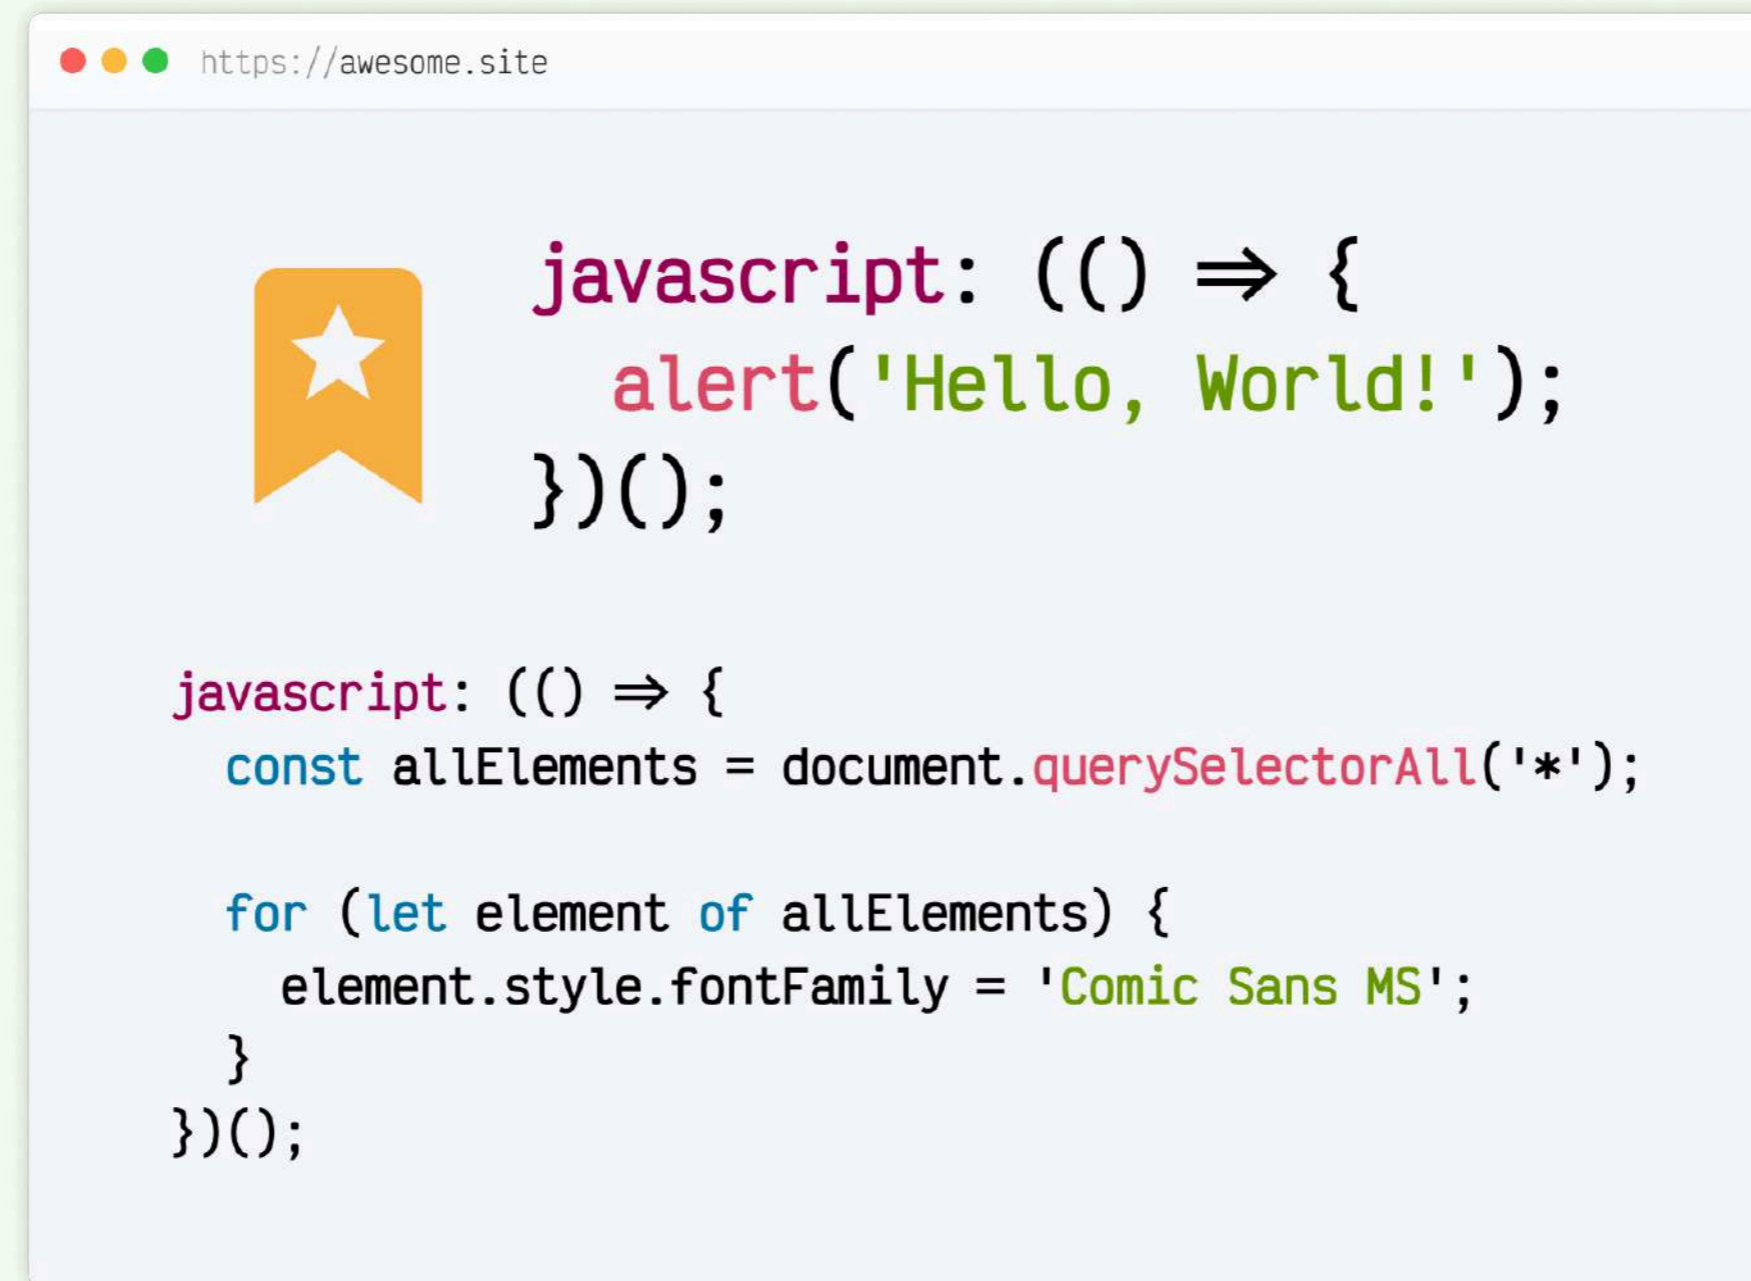 https://awesome.site
javascript: (() => {
alert('Hello, World!');
})();
javascript: (() => {
const allElements = document.querySelectorAll('*');
for (let element of allElements) {
element.style.fontFamily = 'Comic Sans MS';
}
})();